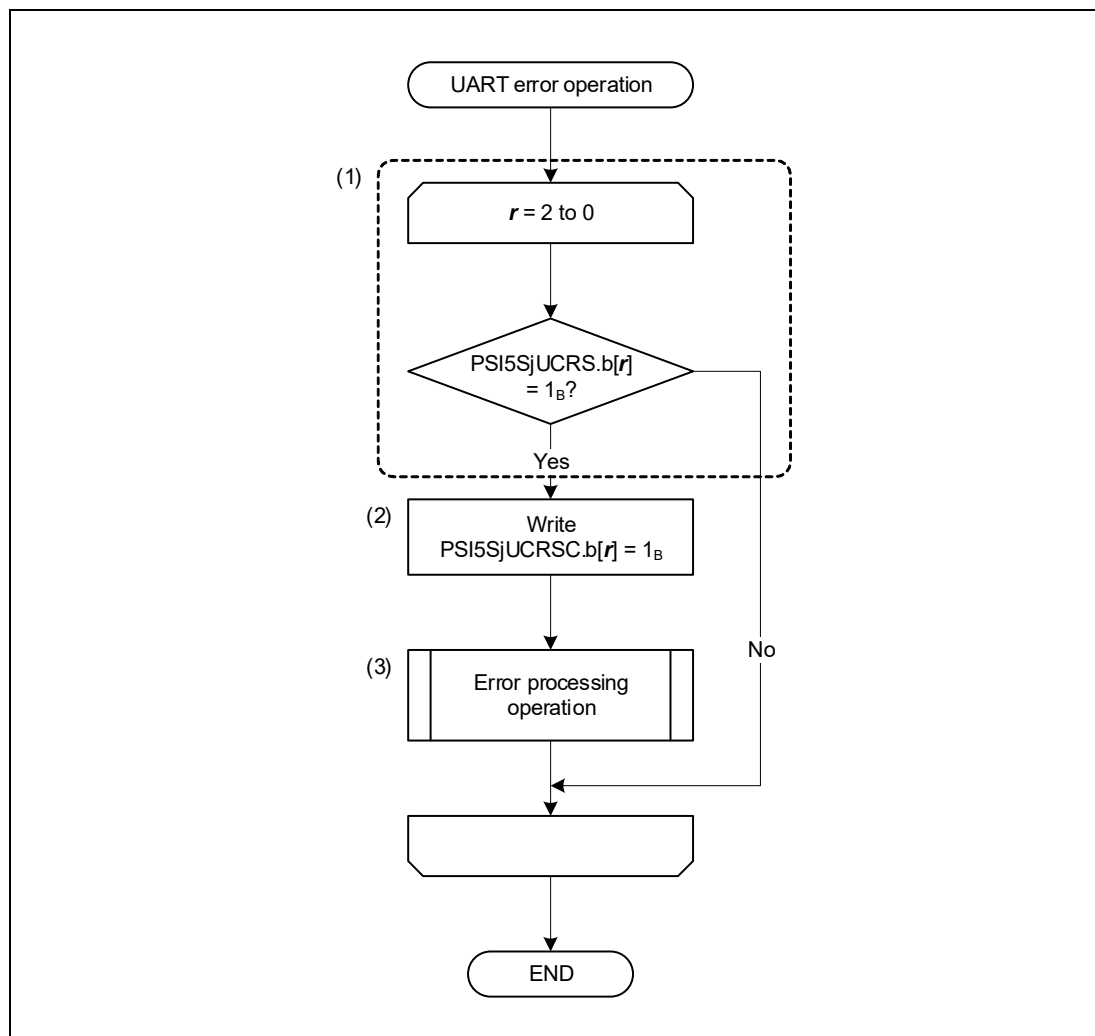 UART error operation
(1)
r = 2 to 0
PSI5SjUCRS.b[r]
= 1B?
Yes
(2)
Write
PSI5SjUCRSC.b[r] = 1B
No
(3)
Error processing
operation
END